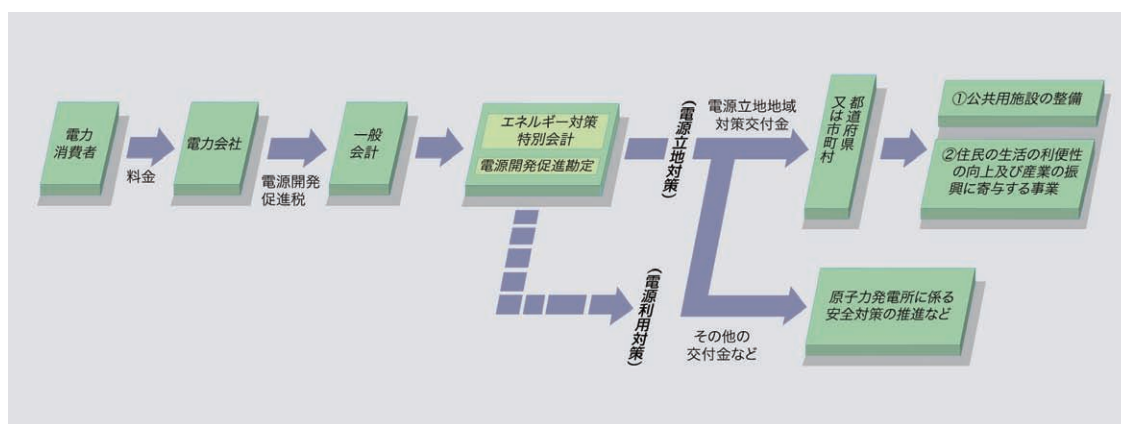 電力
消費者
料金
電力会社
電源開発
促進税
一般
会計
エネルギー対策
特別会計
電源開発促進勘定
(電源立地対策)
(電源利用対策)
電源立地地域
対策交付金
都道府県
又は市町村
①公共用施設の整備
②住民の生活の利便性
の向上及び産業の振
興に寄与する事業
その他の
交付金など
原子力発電所に係る
安全対策の推進など